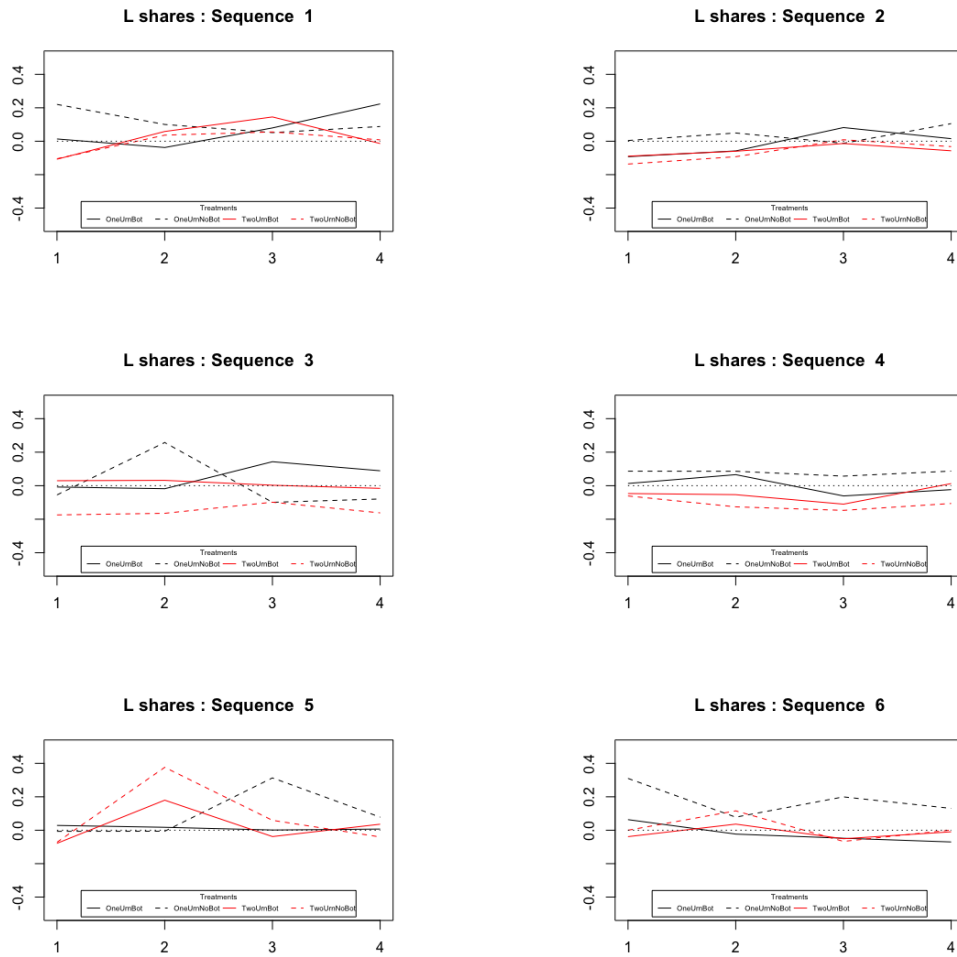 L shares : Sequence 1
0.4
0.2
0.0
-0.4
Treatments
OneUrnBot OneUrnNoBot TwoUrnBot TwoUrnNoBot
1 2 3 4
L shares : Sequence 2
0.4
0.2
0.0
-0.4
Treatments
OneUrnBot OneUrnNoBot TwoUrnBot TwoUrnNoBot
1 2 3 4
L shares : Sequence 3
0.4
0.2
0.0
-0.4
Treatments
OneUrnBot OneUrnNoBot TwoUrnBot TwoUrnNoBot
1 2 3 4
L shares : Sequence 4
0.4
0.2
0.0
-0.4
Treatments
OneUrnBot OneUrnNoBot TwoUrnBot TwoUrnNoBot
1 2 3 4
L shares : Sequence 5
0.4
0.2
0.0
-0.4
Treatments
OneUrnBot OneUrnNoBot TwoUrnBot TwoUrnNoBot
1 2 3 4
L shares : Sequence 6
0.4
0.2
0.0
-0.4
Treatments
OneUrnBot OneUrnNoBot TwoUrnBot TwoUrnNoBot
1 2 3 4